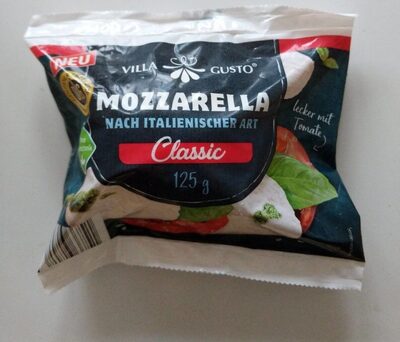 NEU
VILLA GUSTO®
MOZZARELLA
NACH ITALIENISCHER ART
Classic
125 g
lecker mit
Tomate